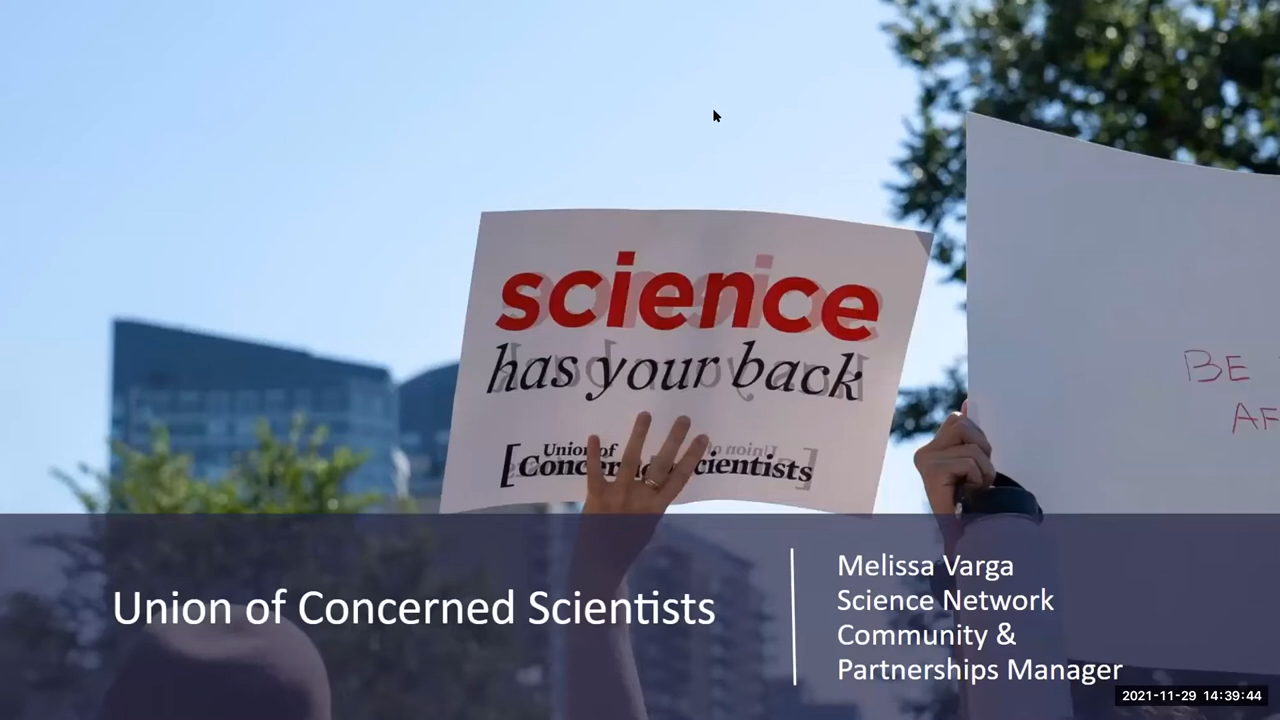 science
has your back
Union of
Concerned Scientists
BE
AF
Union of Concerned Scientists
Melissa Varga
Science Network
Community &
Partnerships Manager
2021-11-29 14:39:44